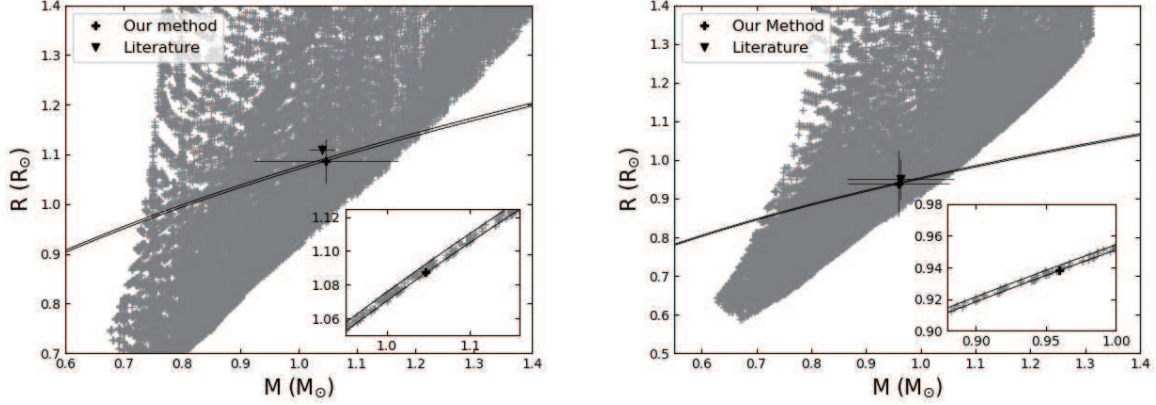 1.4
1.3
1.2
1.1
1.0
0.9
0.8
0.7
R (R⊙)
Our method
Literature
1.12
1.10
1.08
1.06
1.0 1.1
0.6 0.7 0.8 0.9 1.0 1.1 1.2 1.3 1.4
M (M⊙)
1.4
1.3
1.2
1.1
1.0
0.9
0.8
0.7
0.6
0.5
R (R⊙)
Our Method
Literature
0.98
0.96
0.94
0.92
0.90
0.90 0.95 1.00
0.6 0.7 0.8 0.9 1.0 1.1 1.2 1.3 1.4
M (M⊙)